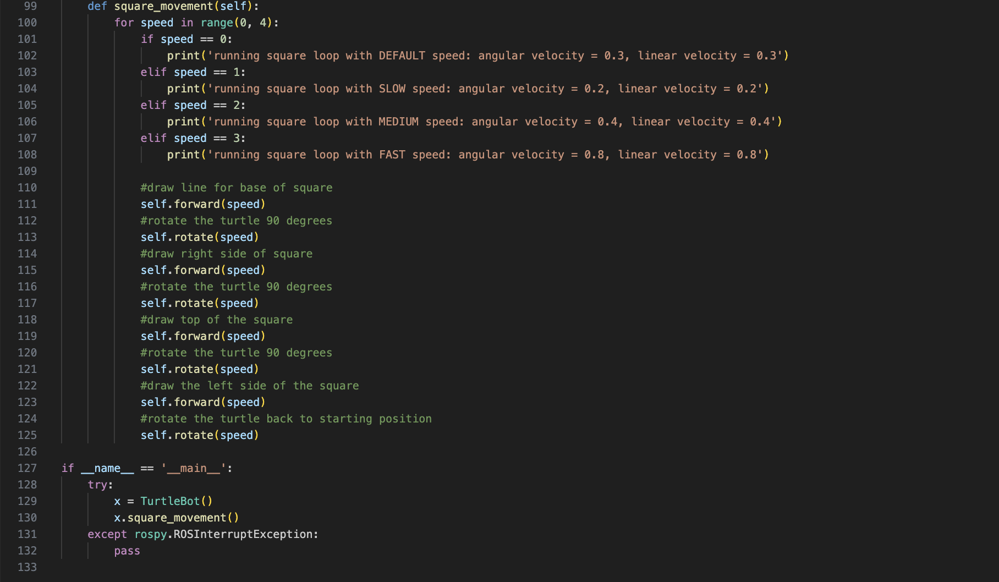 99 def square_movement(self):
100 for speed in range(0, 4):
101 if speed == 0:
102 print('running square loop with DEFAULT speed: angular velocity = 0.3, linear velocity = 0.3')
103 elif speed == 1:
104 print('running square loop with SLOW speed: angular velocity = 0.2, linear velocity = 0.2')
105 elif speed == 2:
106 print('running square loop with MEDIUM speed: angular velocity = 0.4, linear velocity = 0.4')
107 elif speed == 3:
108 print('running square loop with FAST speed: angular velocity = 0.8, linear velocity = 0.8')
109
110 #draw line for base of square
111 self.forward(speed)
112 #rotate the turtle 90 degrees
113 self.rotate(speed)
114 #draw right side of square
115 self.forward(speed)
116 #rotate the turtle 90 degrees
117 self.rotate(speed)
118 #draw top of the square
119 self.forward(speed)
120 #rotate the turtle 90 degrees
121 self.rotate(speed)
122 #draw the left side of the square
123 self.forward(speed)
124 #rotate the turtle back to starting position
125 self.rotate(speed)
126
127 if __name__ == '__main__':
128 try:
129 x = TurtleBot()
130 x.square_movement()
131 except rospy.ROSInterruptException:
132 pass
133